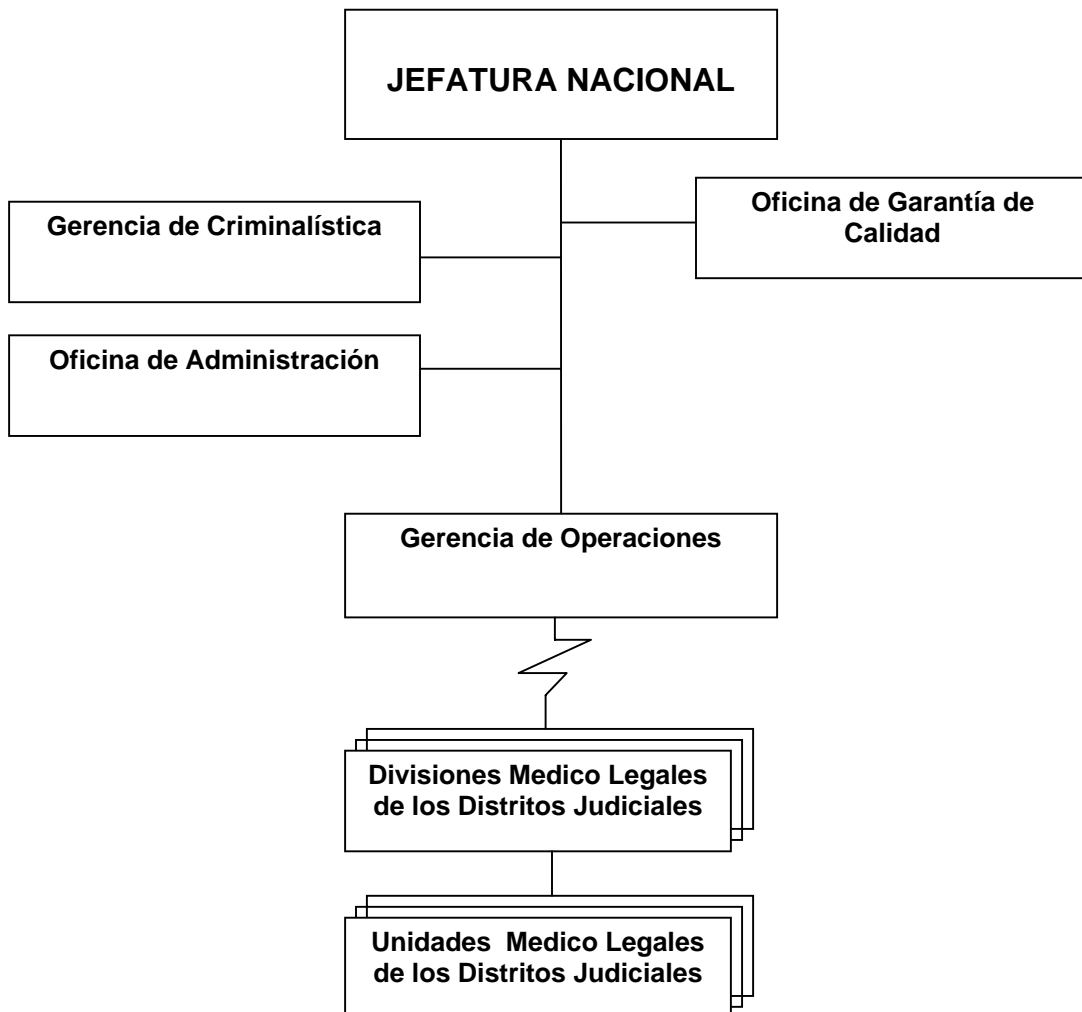 JEFATURA NACIONAL
Oficina de Garantía de
Calidad
Gerencia de Criminalística
Oficina de Administración
Gerencia de Operaciones
Divisiones Medico Legales
de los Distritos Judiciales
Unidades Medico Legales
de los Distritos Judiciales